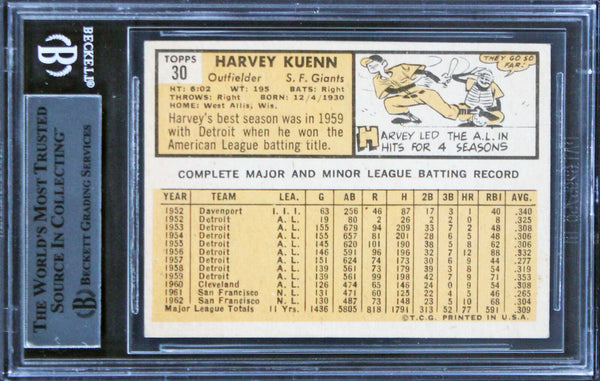 BECKETT
THE WORLD'S MOST TRUSTED
SOURCE IN COLLECTING™
BECKETT GRADING SERVICES
TOPPS
30
HARVEY KUENN
Outfielder S. F. Giants
HT: 6:02 WT: 195 BATS: Right
THROWS: Right BORN: 12/4/1930
HOME: West Allis, Wis.
Harvey's best season was in 1959
with Detroit when he won the
American League batting title.
THEY GO SO
FAR!
HARVEY LED THE A.L. IN
HITS FOR 4 SEASONS
COMPLETE MAJOR AND MINOR LEAGUE BATTING RECORD
YEAR TEAM LEA. G AB R H 2B 3B HR RBI AVG.
1952 Davenport I. I. I. 63 256 46 87 17 3 1 40 .340
1952 Detroit A. L. 19 80 2 26 2 2 0 8 .325
1953 Detroit A. L. 155 679 94 209 33 7 2 48 .308
1954 Detroit A. L. 155 656 81 201 28 6 5 48 .306
1955 Detroit A. L. 145 620 101 190 38 5 8 62 .306
1956 Detroit A. L. 146 591 96 196 32 7 12 88 .332
1957 Detroit A. L. 151 624 74 173 30 6 9 44 .277
1958 Detroit A. L. 139 561 73 179 39 3 8 54 .319
1959 Detroit A. L. 139 561 99 198 42 7 9 71 .353
1960 Cleveland A. L. 126 474 65 146 24 0 9 54 .308
1961 San Francisco N. L. 131 471 60 125 22 4 5 46 .265
1962 San Francisco N. L. 130 487 73 148 23 5 10 68 .304
Major League Totals 11 Yrs. 1436 5805 818 1791 313 52 77 591 .309
© T.C.G. PRINTED IN U.S.A.